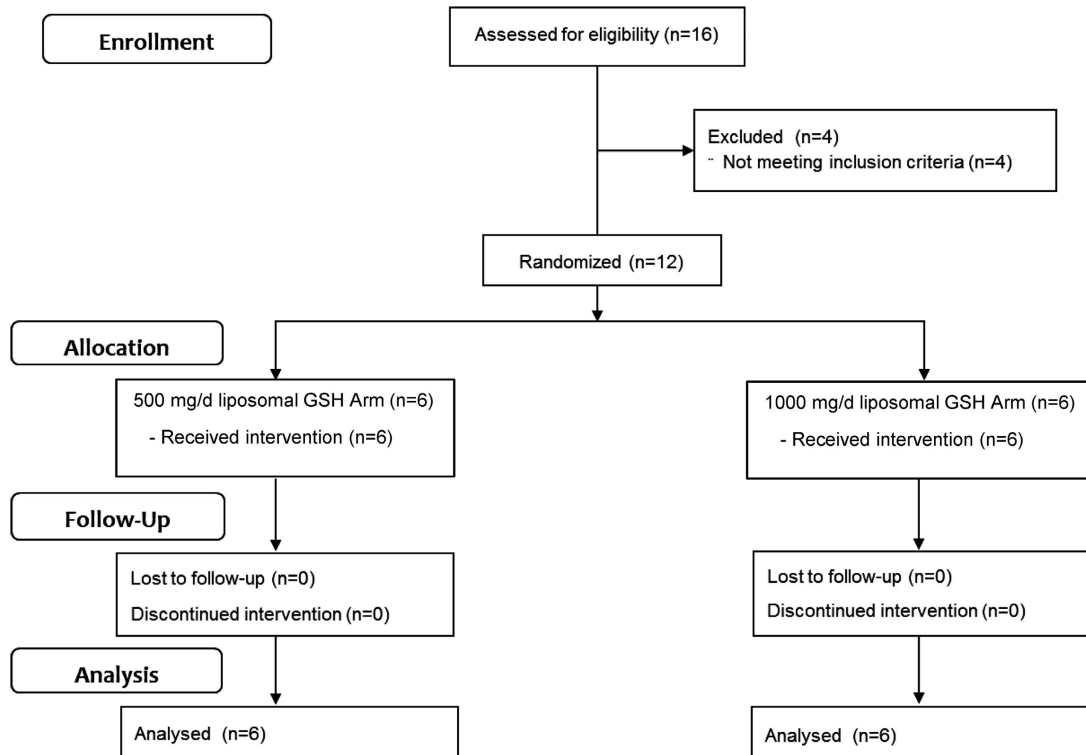 Enrollment
Assessed for eligibility (n=16)
Excluded (n=4)
¨ Not meeting inclusion criteria (n=4)
Randomized (n=12)
Allocation
500 mg/d liposomal GSH Arm (n=6)
- Received intervention (n=6)
1000 mg/d liposomal GSH Arm (n=6)
- Received intervention (n=6)
Follow-Up
Lost to follow-up (n=0)
Discontinued intervention (n=0)
Lost to follow-up (n=0)
Discontinued intervention (n=0)
Analysis
Analysed (n=6)
Analysed (n=6)